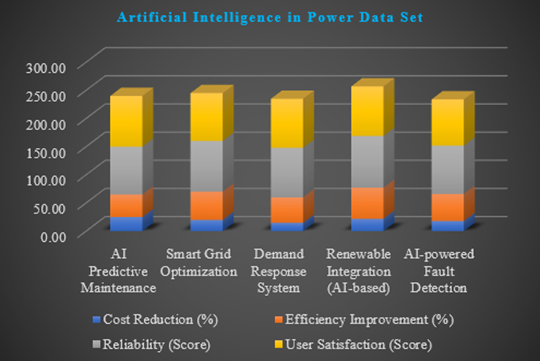 Artificial Intelligence in Power Data Set
300.00
250.00
200.00
150.00
100.00
50.00
0.00
AI Predictive Maintenance
Smart Grid Optimization
Demand Response System
Renewable Integration (AI-based)
AI-powered Fault Detection
Cost Reduction (%)
Efficiency Improvement (%)
Reliability (Score)
User Satisfaction (Score)